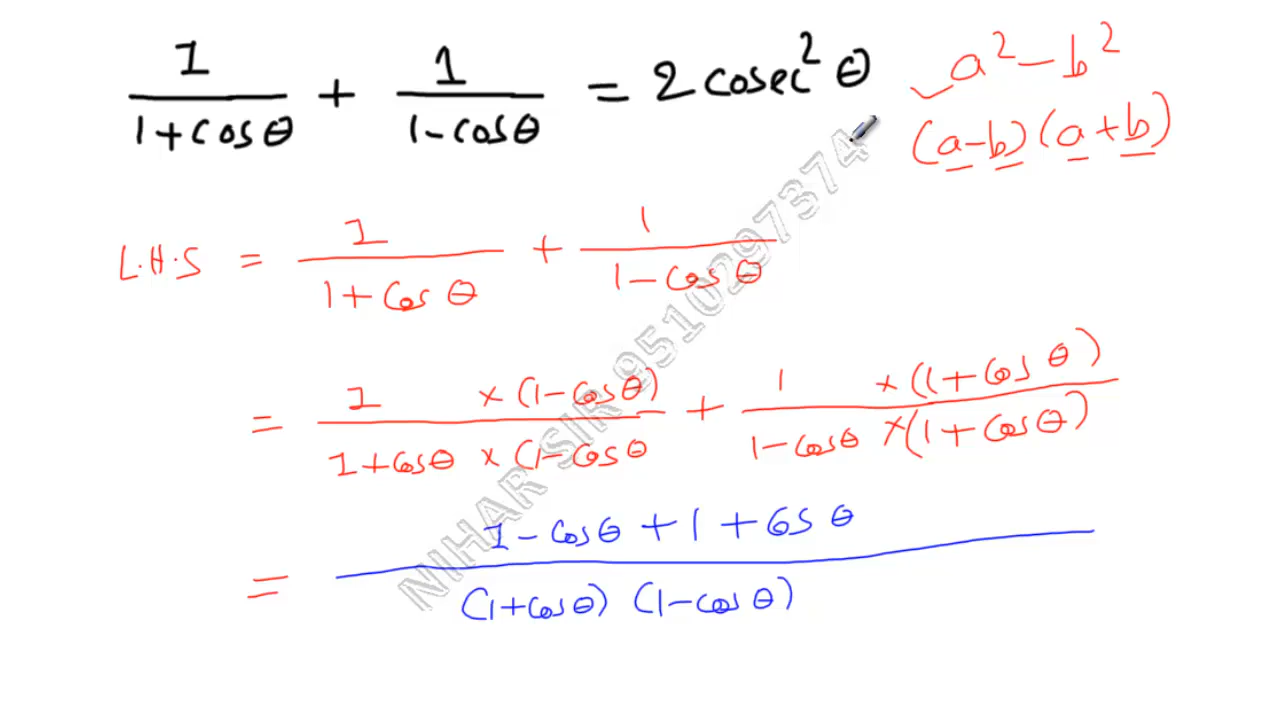 1/(1+cosθ) + 1/(1-cosθ) = 2cosec²θ
a²-b²
(a-b)(a+b)
L.H.S = 1/(1+cosθ) + 1/(1-cosθ)
= (1 × (1-cosθ))/(1+cosθ × (1-cosθ) + (1 × (1+cosθ))/(1-cosθ × (1+cosθ))
= (1-cosθ+1+cosθ)/((1+cosθ)(1-cosθ))
NIHAR SIR 9510297374